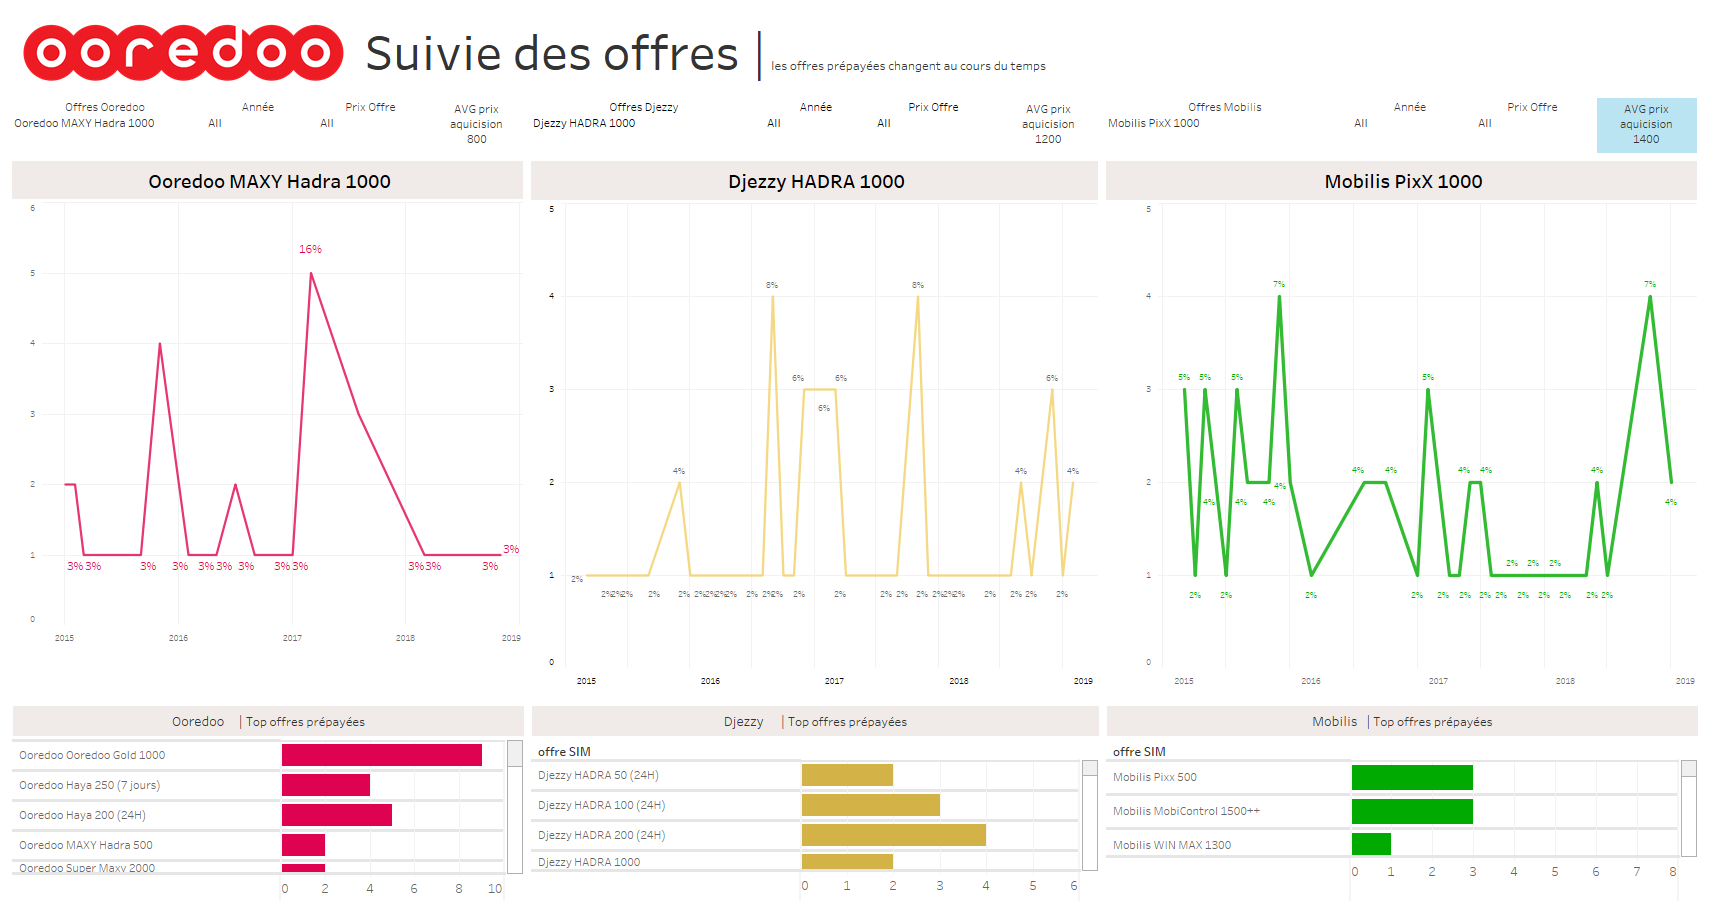 ooredoo
Suivie des offres | les offres prépayées changent au cours du temps
Offres Ooredoo Année Prix Offre AVG prix
Ooredoo MAXY Hadra 1000 All All aquicision
800
Offres Djezzy Année Prix Offre AVG prix
Djezzy HADRA 1000 All All aquicision
1200
Offres Mobilis Année Prix Offre AVG prix
Mobilis PixX 1000 All All aquicision
1400
Ooredoo MAXY Hadra 1000
6
16%
5
4
3
2
1
3% 3% 3% 3% 3% 3% 3% 3% 3% 3% 3% 3% 3%
0
2015 2016 2017 2018 2019
Djezzy HADRA 1000
5
8% 8%
4
6% 6% 6%
3
6%
4% 4% 4%
2
1
2%
2% 2% 2% 2% 2% 2% 2% 2% 2% 2% 2% 2% 2% 2% 2% 2% 2% 2% 2% 2% 2% 2% 2% 2%
0
2015 2016 2017 2018 2019
Mobilis PixX 1000
5
7% 7%
4
5% 5% 5% 5%
3
4% 4% 4% 4% 4%
2
4%
4% 4% 4% 4%
2% 2% 2%
1
2% 2% 2% 2% 2% 2% 2% 2% 2% 2% 2% 2% 2%
0
2015 2016 2017 2018 2019
Ooredoo | Top offres prépayées
Ooredoo Ooredoo Gold 1000
Ooredoo Haya 250 (7 jours)
Ooredoo Haya 200 (24H)
Ooredoo MAXY Hadra 500
Ooredoo Super Maxy 2000
0 2 4 6 8 10
Djezzy | Top offres prépayées
offre SIM
Djezzy HADRA 50 (24H)
Djezzy HADRA 100 (24H)
Djezzy HADRA 200 (24H)
Djezzy HADRA 1000
0 1 2 3 4 5 6
Mobilis | Top offres prépayées
offre SIM
Mobilis Pixx 500
Mobilis MobiControl 1500++
Mobilis WIN MAX 1300
0 1 2 3 4 5 6 7 8